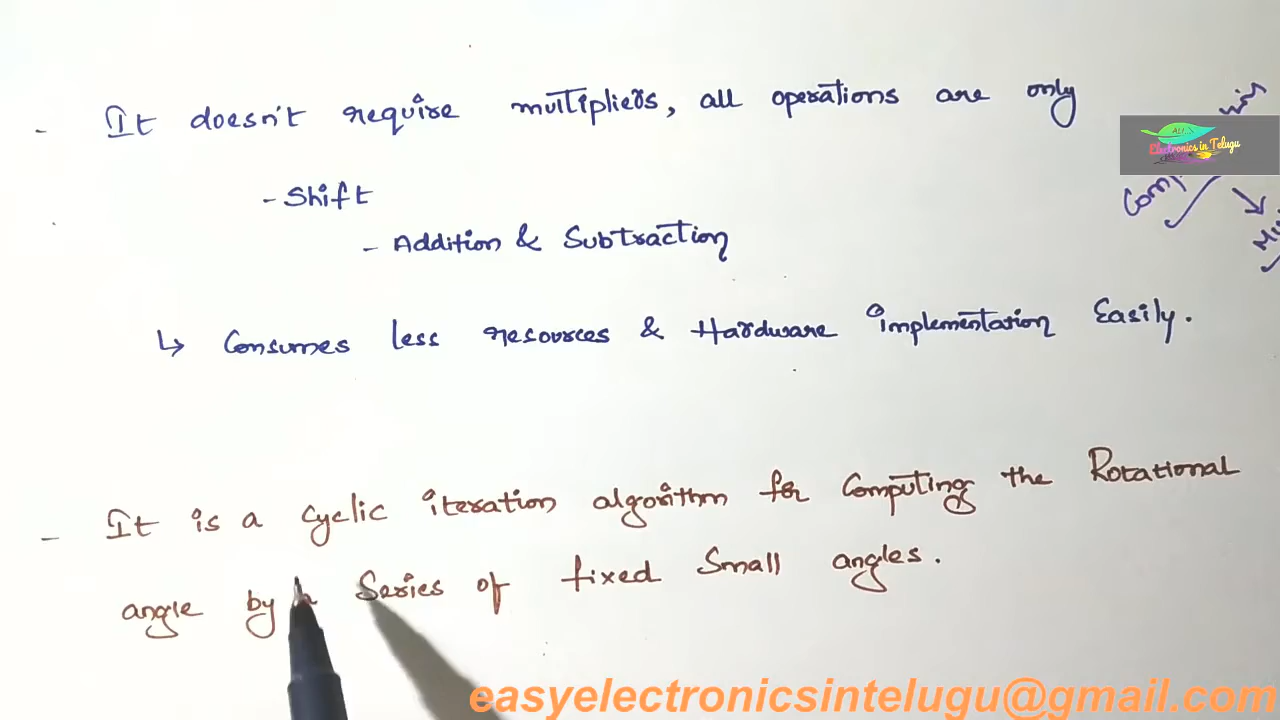 - It doesn't require multipliers, all operations are only
- Shift
- Addition & Subtraction
↳ Consumes less resources & Hardware implementation Easily.
- It is a cyclic iteration algorithm for Computing the Rotational
angle by a Series of fixed Small angles.
Electronics in Telugu
easyelectronicsintelugu@gmail.com